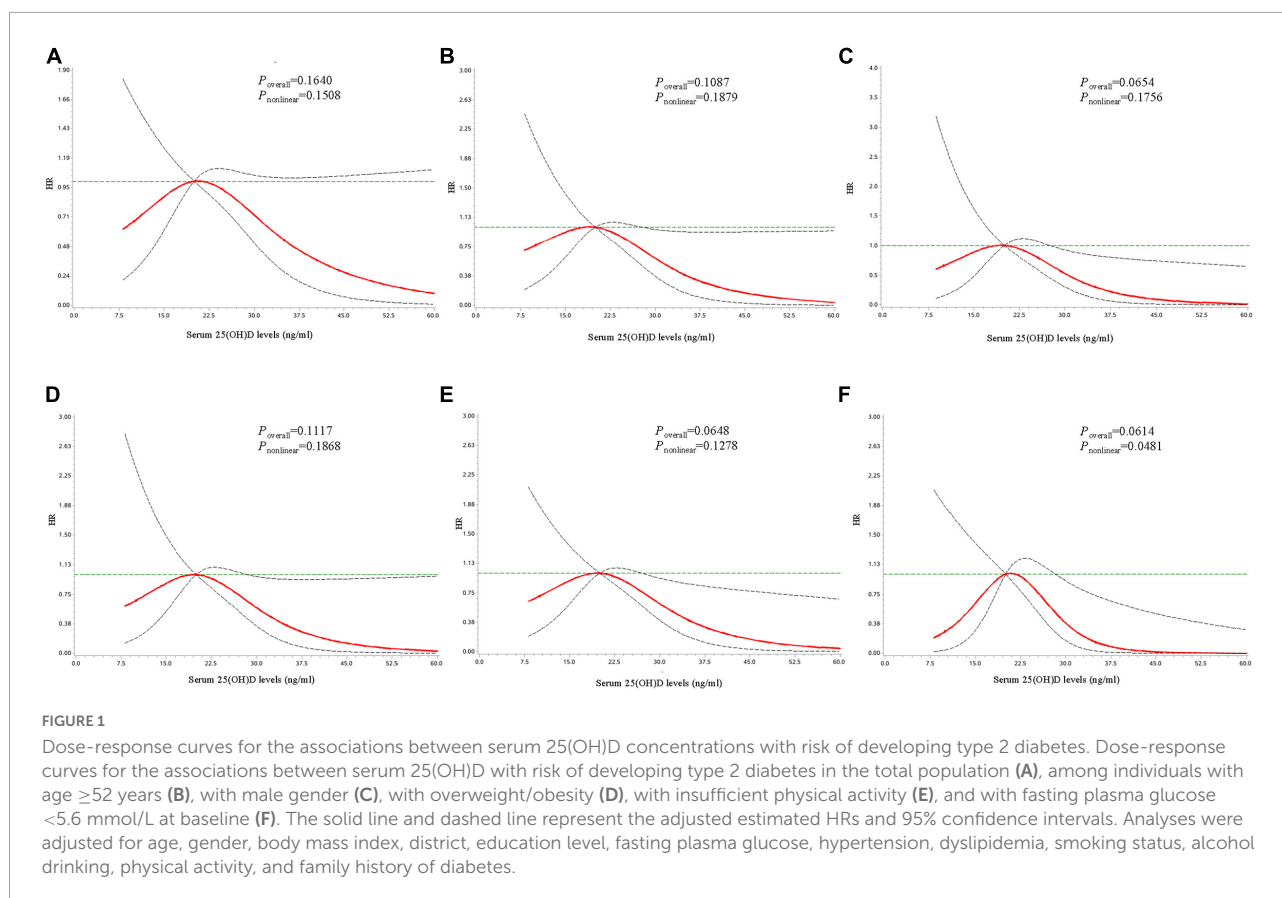 A
P overall=0.1640
P nonlinear=0.1508
1.90
1.66
1.43
1.19
0.95
0.71
0.48
0.24
0.00
HR
0.0 7.5 15.0 22.5 30.0 37.5 45.0 52.5 60.0
Serum 25(OH)D levels (ng/ml)
B
P overall=0.1087
P nonlinear=0.1879
3.00
2.63
2.25
1.88
1.50
1.13
0.75
0.38
0.00
HR
0.0 7.5 15.0 22.5 30.0 37.5 45.0 52.5 60.0
Serum 25(OH)D levels (ng/ml)
C
P overall=0.0654
P nonlinear=0.1756
4.0
3.5
3.0
2.5
2.0
1.5
1.0
0.5
0.0
HR
0.0 7.5 15.0 22.5 30.0 37.5 45.0 52.5 60.0
Serum 25(OH)D levels (ng/ml)
D
P overall=0.1117
P nonlinear=0.1868
3.00
2.63
2.25
1.88
1.50
1.13
0.75
0.38
0.00
HR
0.0 7.5 15.0 22.5 30.0 37.5 45.0 52.5 60.0
Serum 25(OH)D levels (ng/ml)
E
P overall=0.0648
P nonlinear=0.1278
3.00
2.63
2.25
1.88
1.50
1.13
0.75
0.38
0.00
HR
0.0 7.5 15.0 22.5 30.0 37.5 45.0 52.5 60.0
Serum 25(OH)D levels (ng/ml)
F
P overall=0.0614
P nonlinear=0.0481
3.00
2.63
2.25
1.88
1.50
1.13
0.75
0.38
0.00
HR
0.0 7.5 15.0 22.5 30.0 37.5 45.0 52.5 60.0
Serum 25(OH)D levels (ng/ml)
FIGURE 1
Dose-response curves for the associations between serum 25(OH)D concentrations with risk of developing type 2 diabetes. Dose-response
curves for the associations between serum 25(OH)D with risk of developing type 2 diabetes in the total population (A), among individuals with
age ≥52 years (B), with male gender (C), with overweight/obesity (D), with insufficient physical activity (E), and with fasting plasma glucose
<5.6 mmol/L at baseline (F). The solid line and dashed line represent the adjusted estimated HRs and 95% confidence intervals. Analyses were
adjusted for age, gender, body mass index, district, education level, fasting plasma glucose, hypertension, dyslipidemia, smoking status, alcohol
drinking, physical activity, and family history of diabetes.